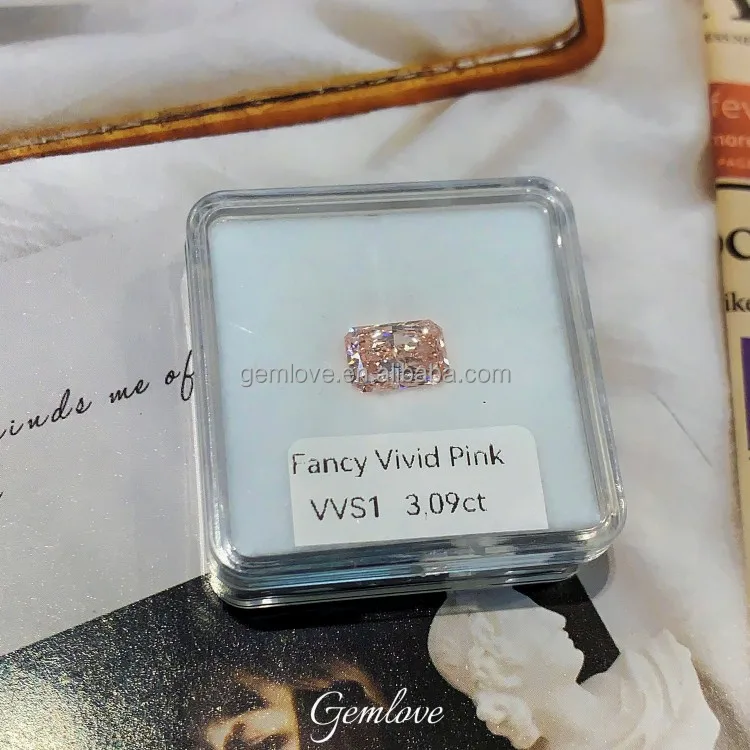 inds me of
gemlove.en.alibaba.com
Fancy Vivid Pink
VVS1 3.09ct
Gemlove